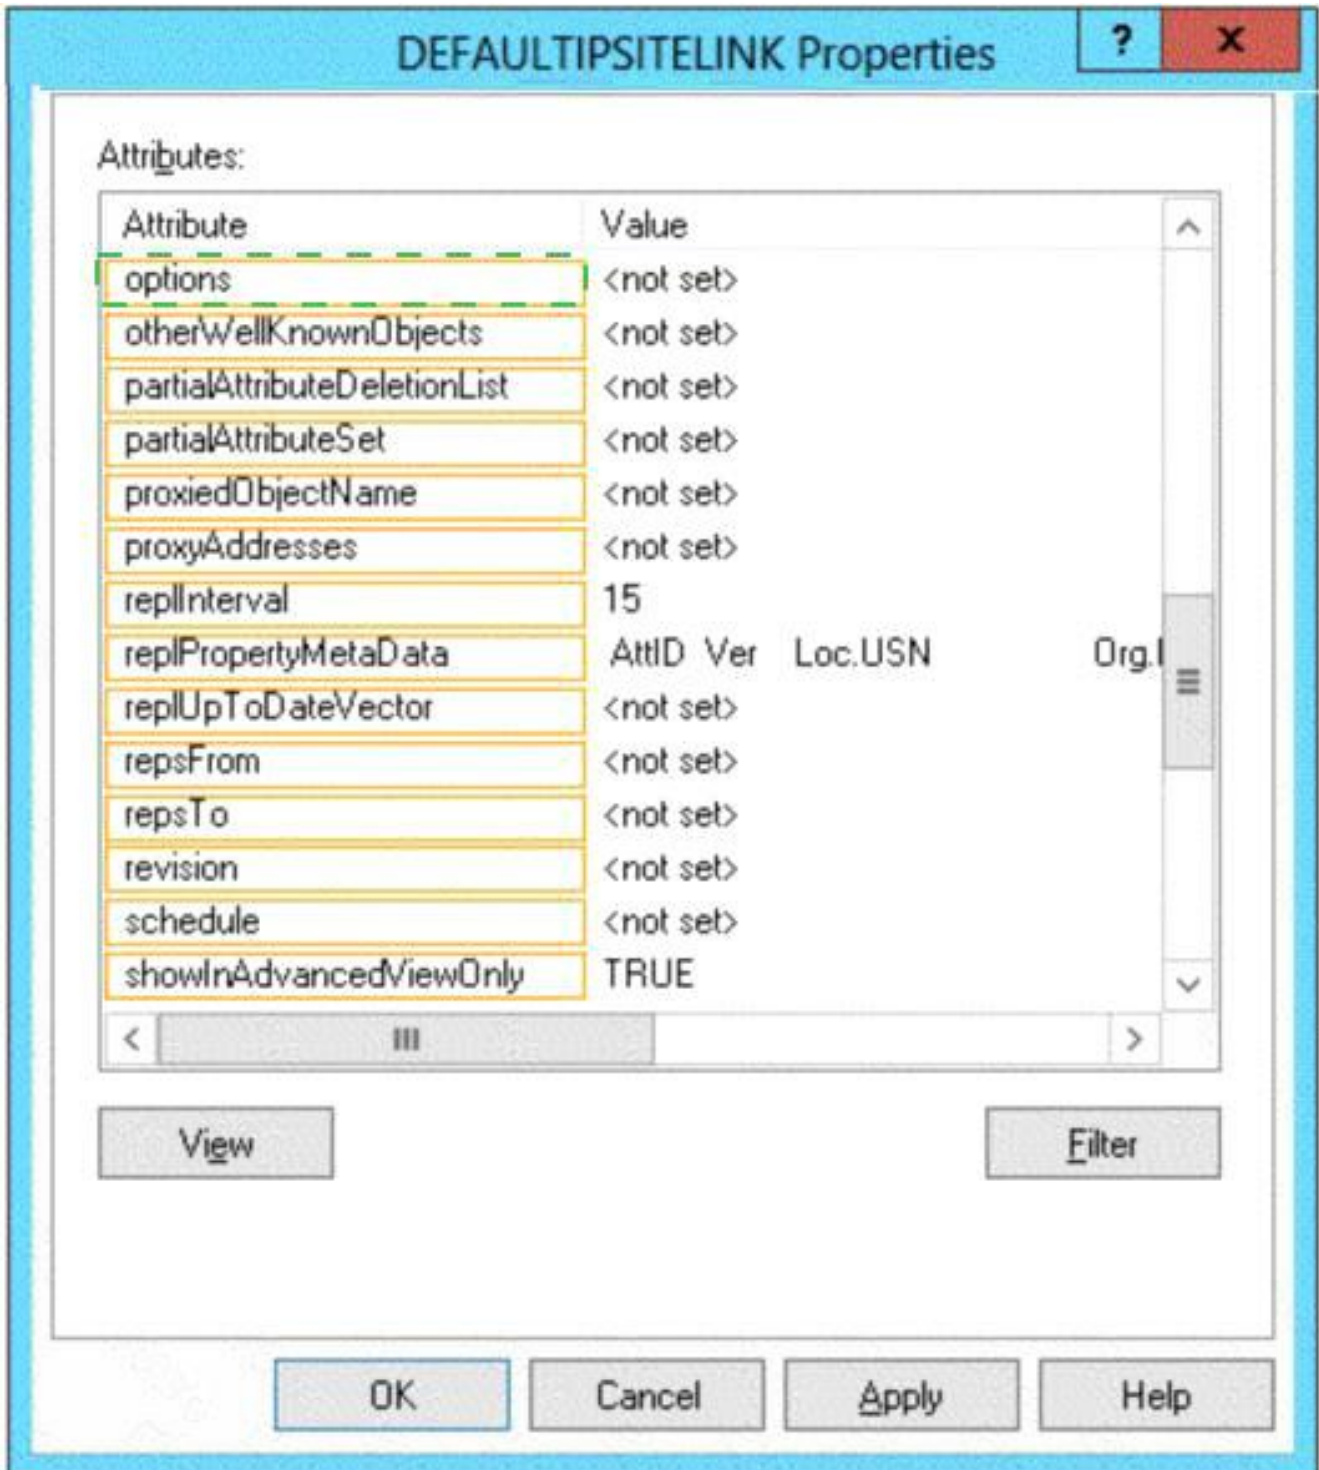 DEFAULTIPSITELINK Properties ? x
Attributes:
Attribute Value
options <not set>
otherWellKnownObjects <not set>
partialAttributeDeletionList <not set>
partialAttributeSet <not set>
proxiedObjectName <not set>
proxyAddresses <not set>
replInterval 15
replPropertyMetaData AttID Ver Loc.USN Org.
replUpToDateVector <not set>
repsFrom <not set>
repsTo <not set>
revision <not set>
schedule <not set>
showInAdvancedViewOnly TRUE
View Filter
OK Cancel Apply Help